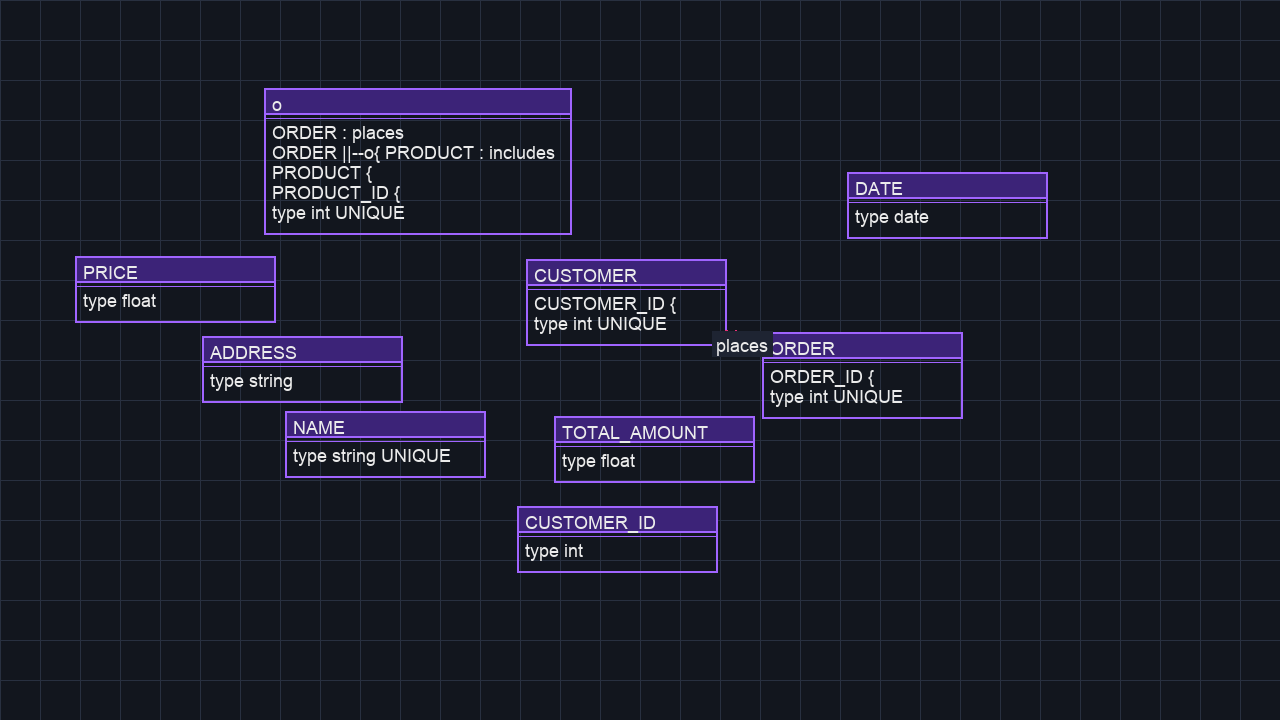 o
ORDER : places
ORDER ||--o{ PRODUCT : includes
PRODUCT {
PRODUCT_ID {
type int UNIQUE
DATE
type date
PRICE
type float
CUSTOMER
CUSTOMER_ID {
type int UNIQUE
places
ORDER
ORDER_ID {
type int UNIQUE
ADDRESS
type string
NAME
type string UNIQUE
TOTAL_AMOUNT
type float
CUSTOMER_ID
type int